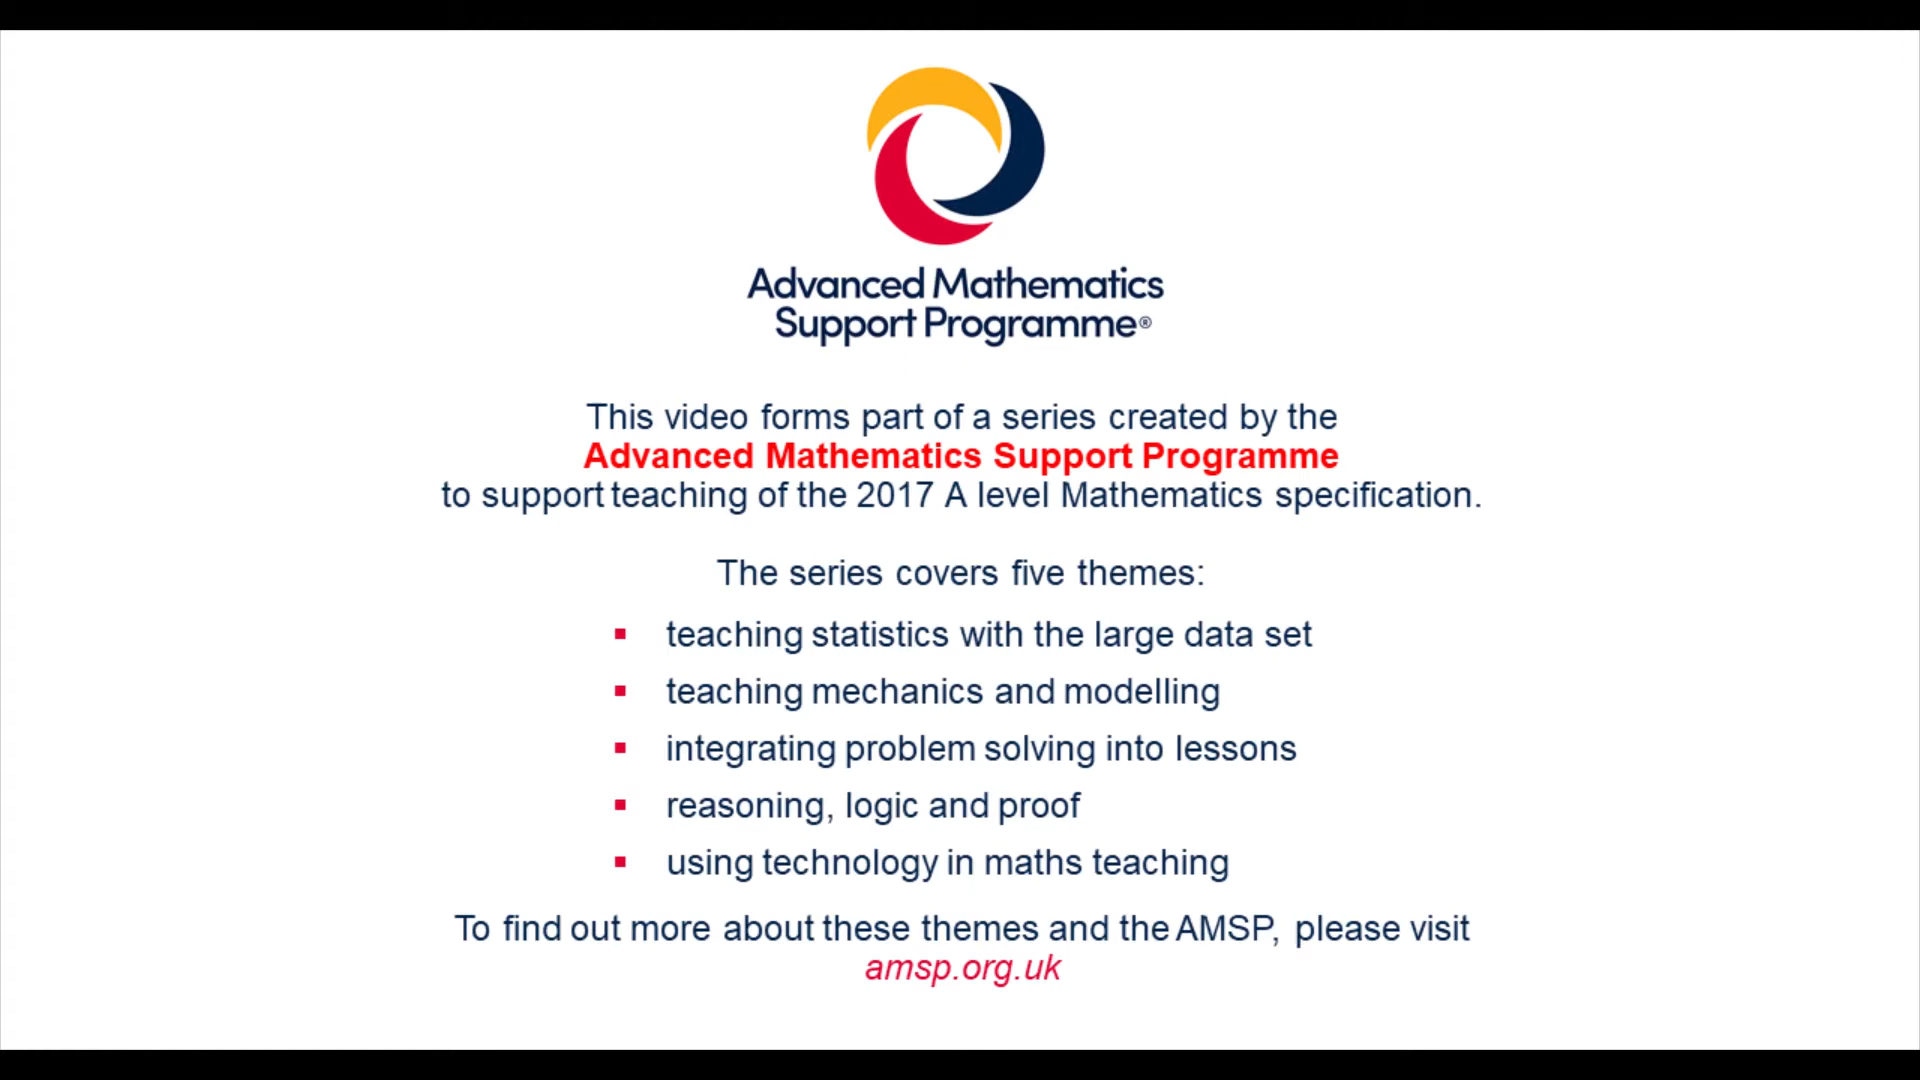 Advanced Mathematics
Support Programme®
This video forms part of a series created by the
Advanced Mathematics Support Programme
to support teaching of the 2017 A level Mathematics specification.
The series covers five themes:
▪ teaching statistics with the large data set
▪ teaching mechanics and modelling
▪ integrating problem solving into lessons
▪ reasoning, logic and proof
▪ using technology in maths teaching
To find out more about these themes and the AMSP, please visit
amsp.org.uk